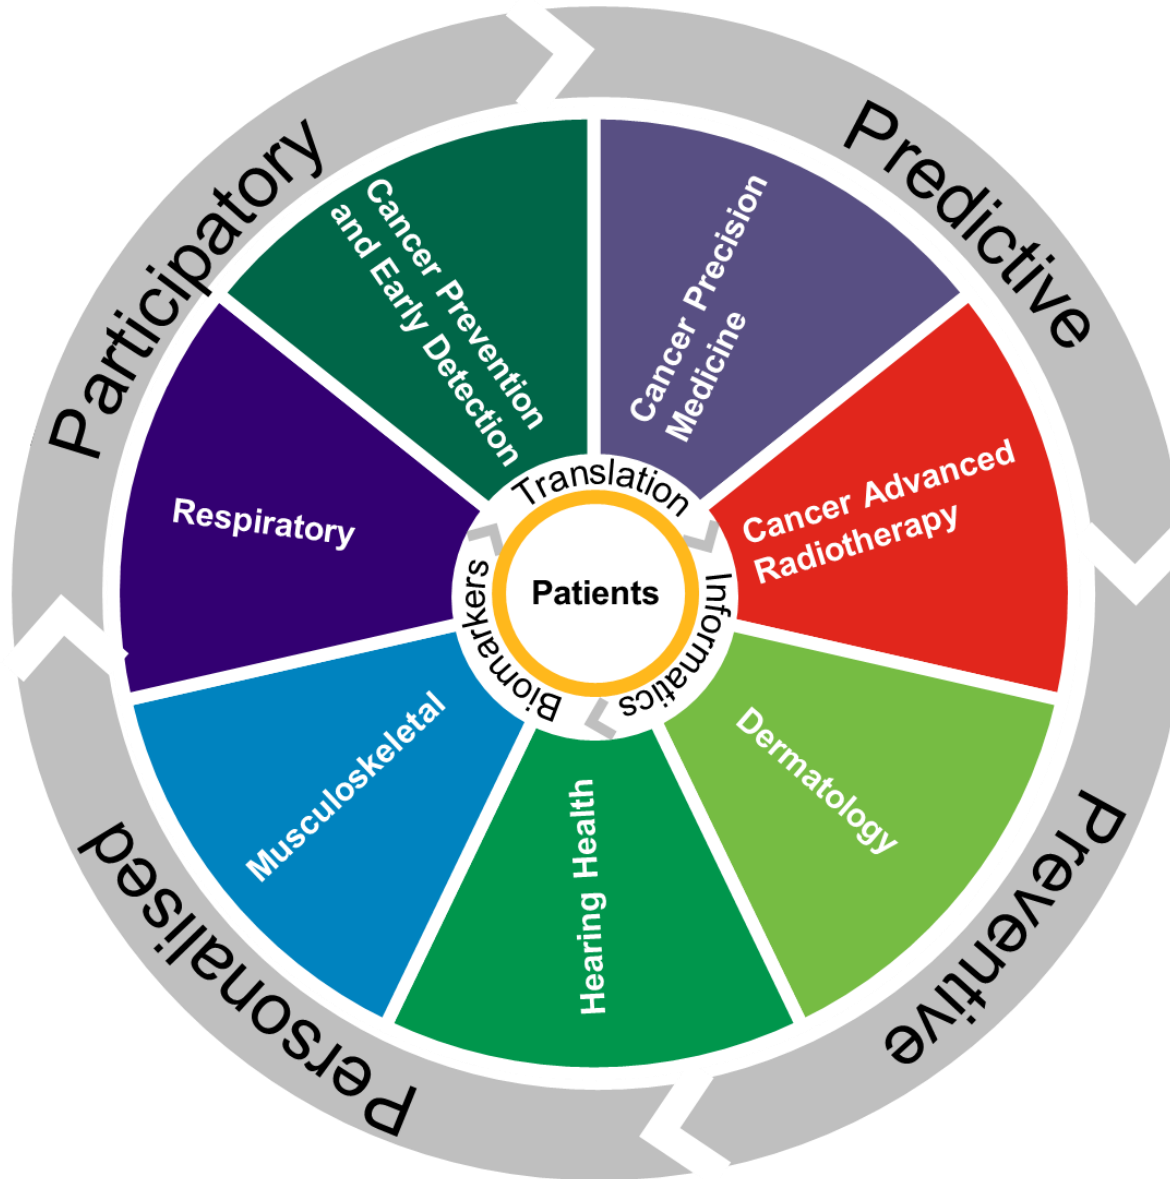 Participatory
Predictive
Preventive
Personalised
Cancer Prevention
and Early Detection
Cancer Precision
Medicine
Cancer Advanced
Radiotherapy
Dermatology
Hearing Health
Musculoskeletal
Respiratory
Translation
Informatics
Biomarkers
Patients